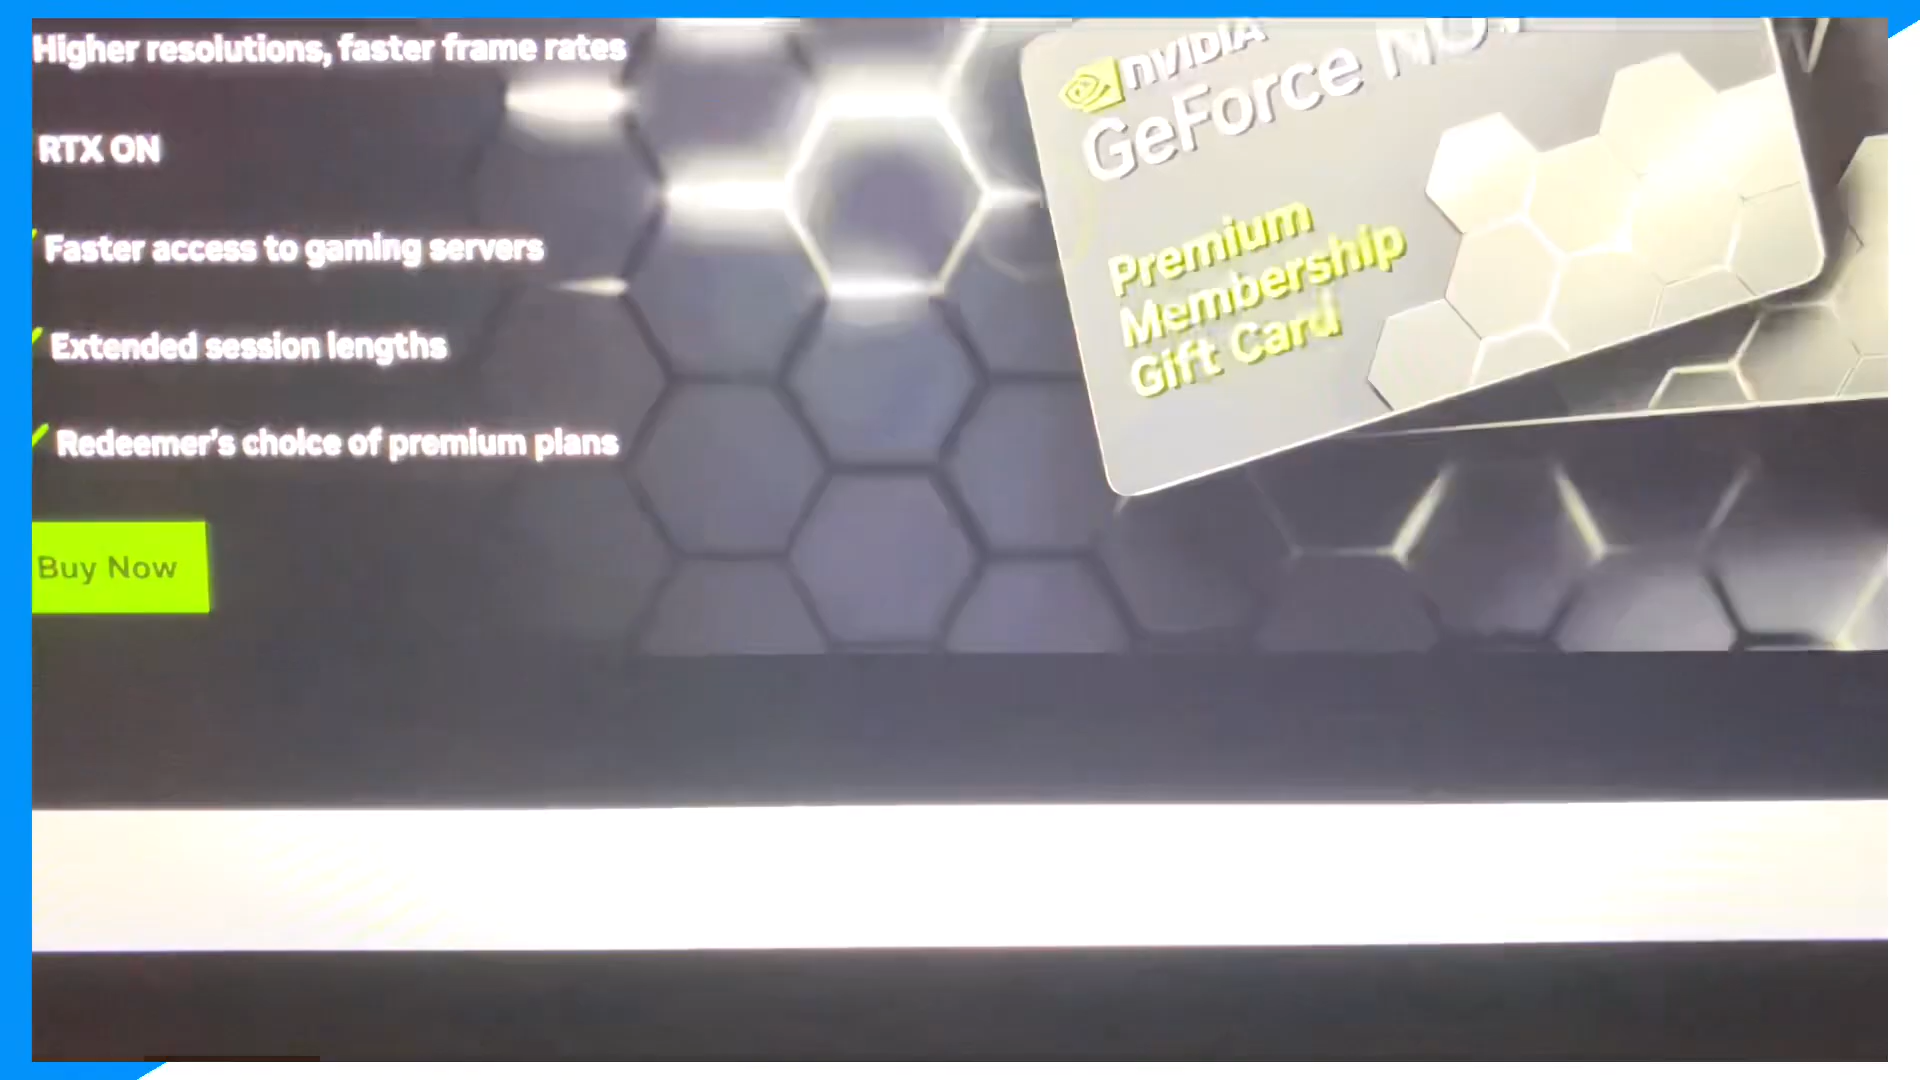 Higher resolutions, faster frame rates
RTX ON
Faster access to gaming servers
Extended session lengths
Redeemer's choice of premium plans
Buy Now
nVIDIA
GeForce NOW
Premium
Membership
Gift Card